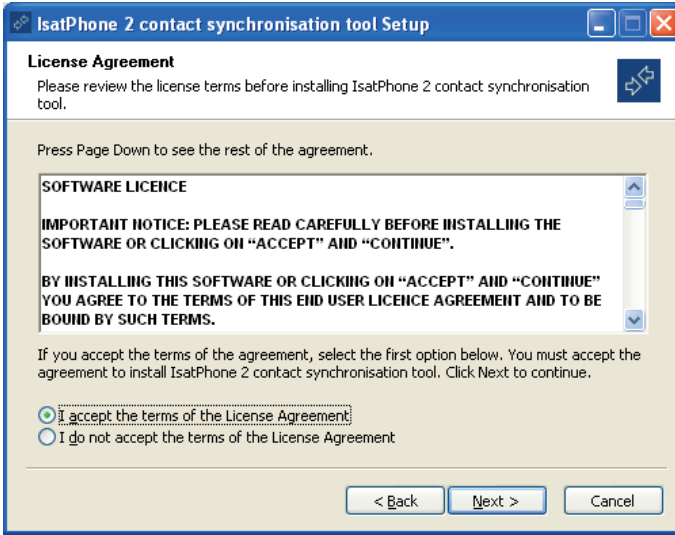 IsatPhone 2 contact synchronisation tool Setup
License Agreement
Please review the license terms before installing IsatPhone 2 contact synchronisation
tool.
Press Page Down to see the rest of the agreement.
SOFTWARE LICENCE
IMPORTANT NOTICE: PLEASE READ CAREFULLY BEFORE INSTALLING THE
SOFTWARE OR CLICKING ON “ACCEPT” AND “CONTINUE”.
BY INSTALLING THIS SOFTWARE OR CLICKING ON “ACCEPT” AND “CONTINUE”
YOU AGREE TO THE TERMS OF THIS END USER LICENCE AGREEMENT AND TO BE
BOUND BY SUCH TERMS.
If you accept the terms of the agreement, select the first option below. You must accept the
agreement to install IsatPhone 2 contact synchronisation tool. Click Next to continue.
I accept the terms of the License Agreement
I do not accept the terms of the License Agreement
< Back Next > Cancel